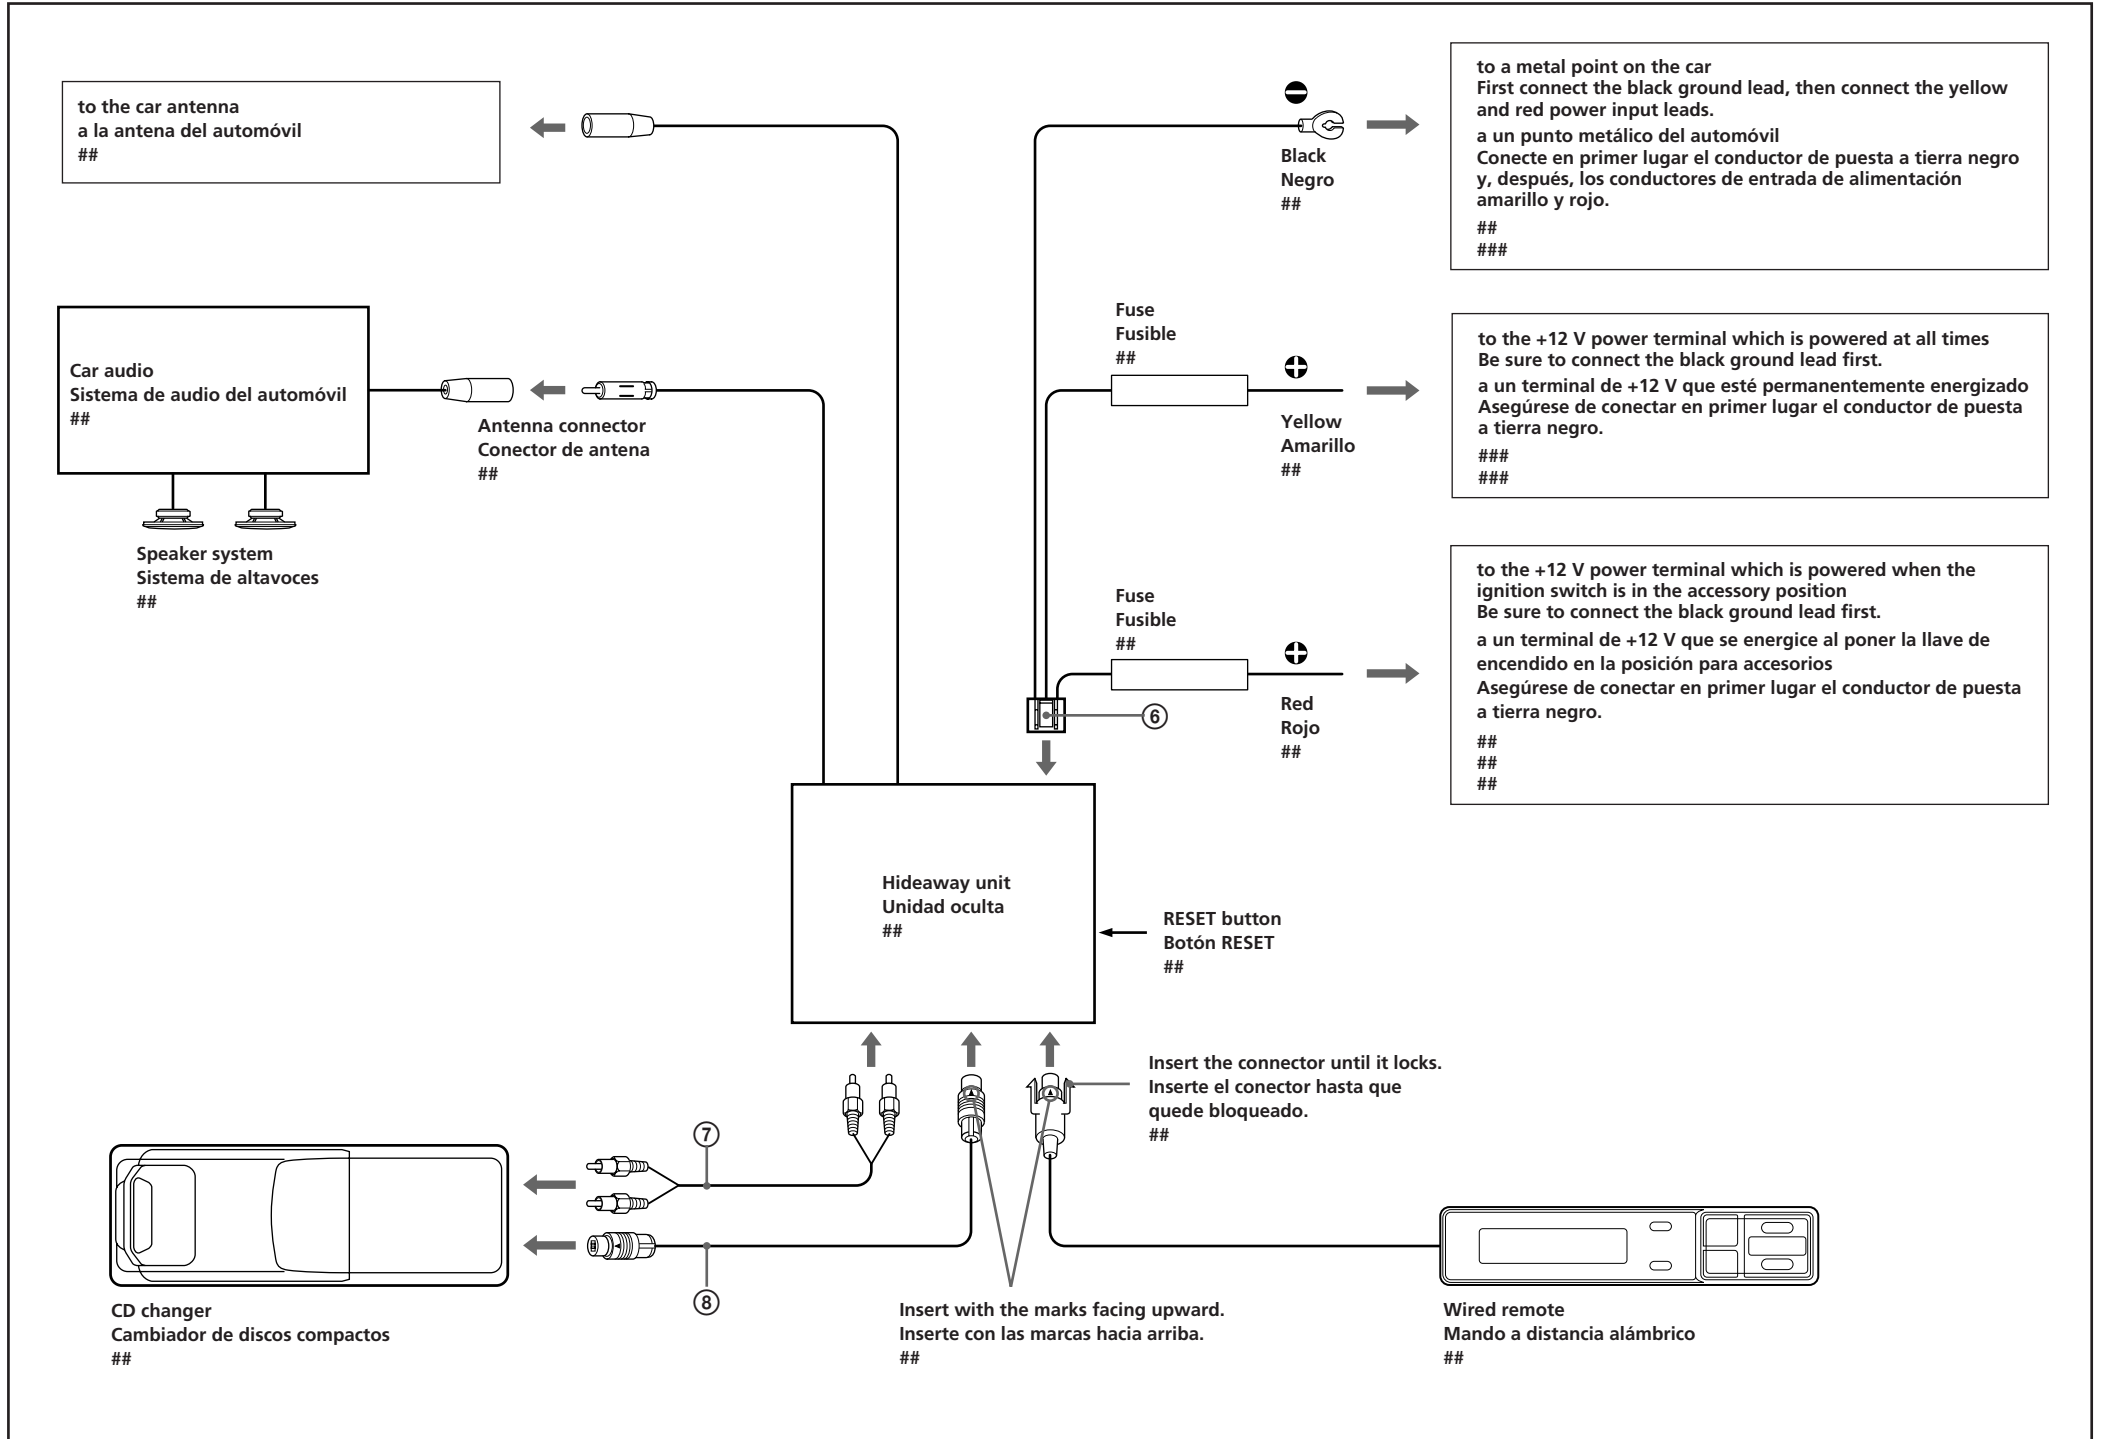 to the car antenna
a la antena del automóvil
##
Black
Negro
##
to a metal point on the car
First connect the black ground lead, then connect the yellow
and red power input leads.
a un punto metálico del automóvil
Conecte en primer lugar el conductor de puesta a tierra negro
y, después, los conductores de entrada de alimentación
amarillo y rojo.
##
###
Car audio
Sistema de audio del automóvil
##
Antenna connector
Conector de antena
##
Speaker system
Sistema de altavoces
##
Fuse
Fusible
##
Yellow
Amarillo
##
to the +12 V power terminal which is powered at all times
Be sure to connect the black ground lead first.
a un terminal de +12 V que esté permanentemente energizado
Asegúrese de conectar en primer lugar el conductor de puesta
a tierra negro.
###
###
Fuse
Fusible
##
Red
Rojo
##
to the +12 V power terminal which is powered when the
ignition switch is in the accessory position
Be sure to connect the black ground lead first.
a un terminal de +12 V que se energice al poner la llave de
encendido en la posición para accesorios
Asegúrese de conectar en primer lugar el conductor de puesta
a tierra negro.
##
##
##
⑥
Hideaway unit
Unidad oculta
##
RESET button
Botón RESET
##
Insert the connector until it locks.
Inserte el conector hasta que
quede bloqueado.
##
⑦
⑧
CD changer
Cambiador de discos compactos
##
Insert with the marks facing upward.
Inserte con las marcas hacia arriba.
##
Wired remote
Mando a distancia alámbrico
##